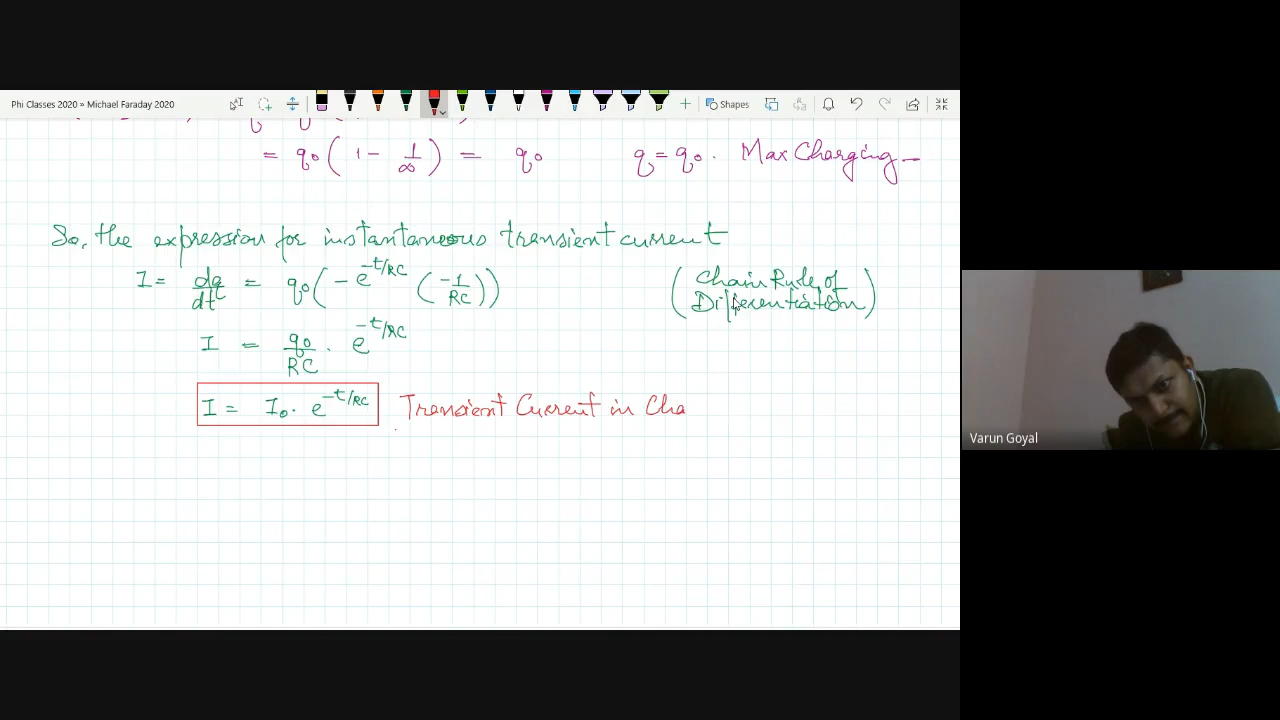 Phi Classes 2020 » Michael Faraday 2020
Shapes
= q₀ ( 1 - 1/∞ ) = q₀ q = q₀. Max Charging -
So, the expression for instantaneous transient current
I = dq/dt = q₀ ( - e^-t/RC ( -1/RC ) ) ( Chain Rule of Differentiation )
I = q₀/RC . e^-t/RC
I = I₀. e^-t/RC Transient Current in Cha
Varun Goyal